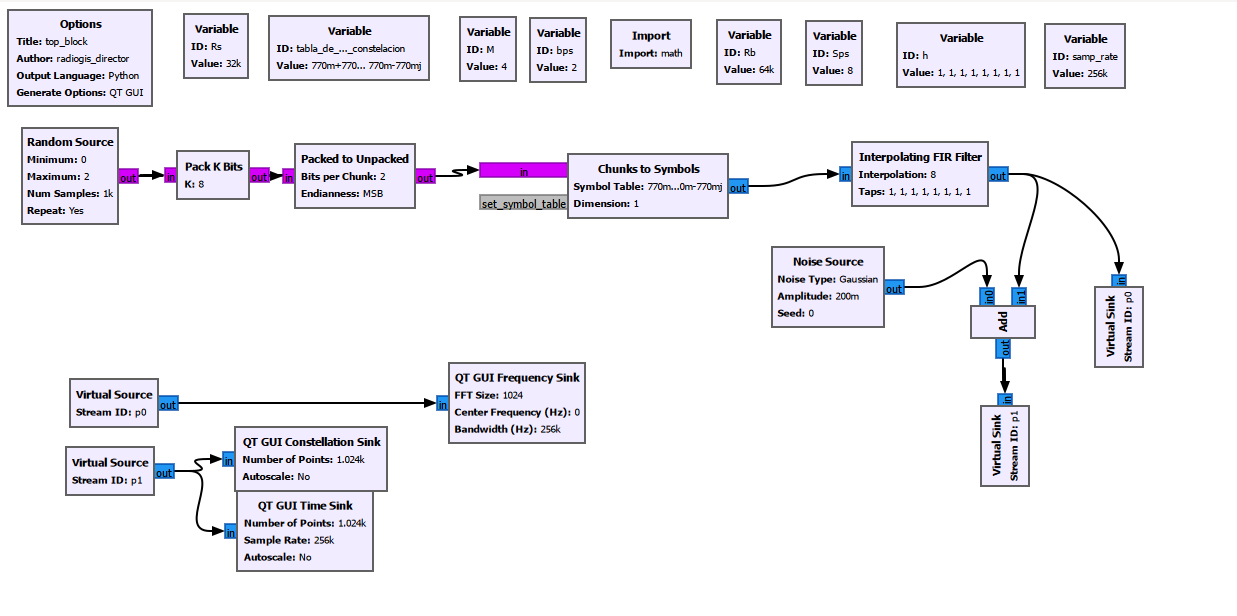 Options
Title: top_block
Author: radiogis_director
Output Language: Python
Generate Options: QT GUI
Variable
ID: Rs
Value: 32k
Variable
ID: tabla_de_..._constelacion
Value: 770m+770... 770m-770mj
Variable
ID: M
Value: 4
Variable
ID: bps
Value: 2
Import
Import: math
Variable
ID: Rb
Value: 64k
Variable
ID: Sps
Value: 8
Variable
ID: h
Value: 1, 1, 1, 1, 1, 1, 1, 1
Variable
ID: samp_rate
Value: 256k
Random Source
Minimum: 0
Maximum: 2
Num Samples: 1k
Repeat: Yes
out
in
Pack K Bits
K: 8
out
in
Packed to Unpacked
Bits per Chunk: 2
Endianness: MSB
out
in
set_symbol_table
Chunks to Symbols
Symbol Table: 770m...0m-770mj
Dimension: 1
out
in
Interpolating FIR Filter
Interpolation: 8
Taps: 1, 1, 1, 1, 1, 1, 1, 1
out
Noise Source
Noise Type: Gaussian
Amplitude: 200m
Seed: 0
out
in0
in1
Add
out
in
Virtual Sink
Stream ID: p0
in
Virtual Sink
Stream ID: p1
Virtual Source
Stream ID: p0
out
in
QT GUI Frequency Sink
FFT Size: 1024
Center Frequency (Hz): 0
Bandwidth (Hz): 256k
Virtual Source
Stream ID: p1
out
in
QT GUI Constellation Sink
Number of Points: 1.024k
Autoscale: No
in
QT GUI Time Sink
Number of Points: 1.024k
Sample Rate: 256k
Autoscale: No